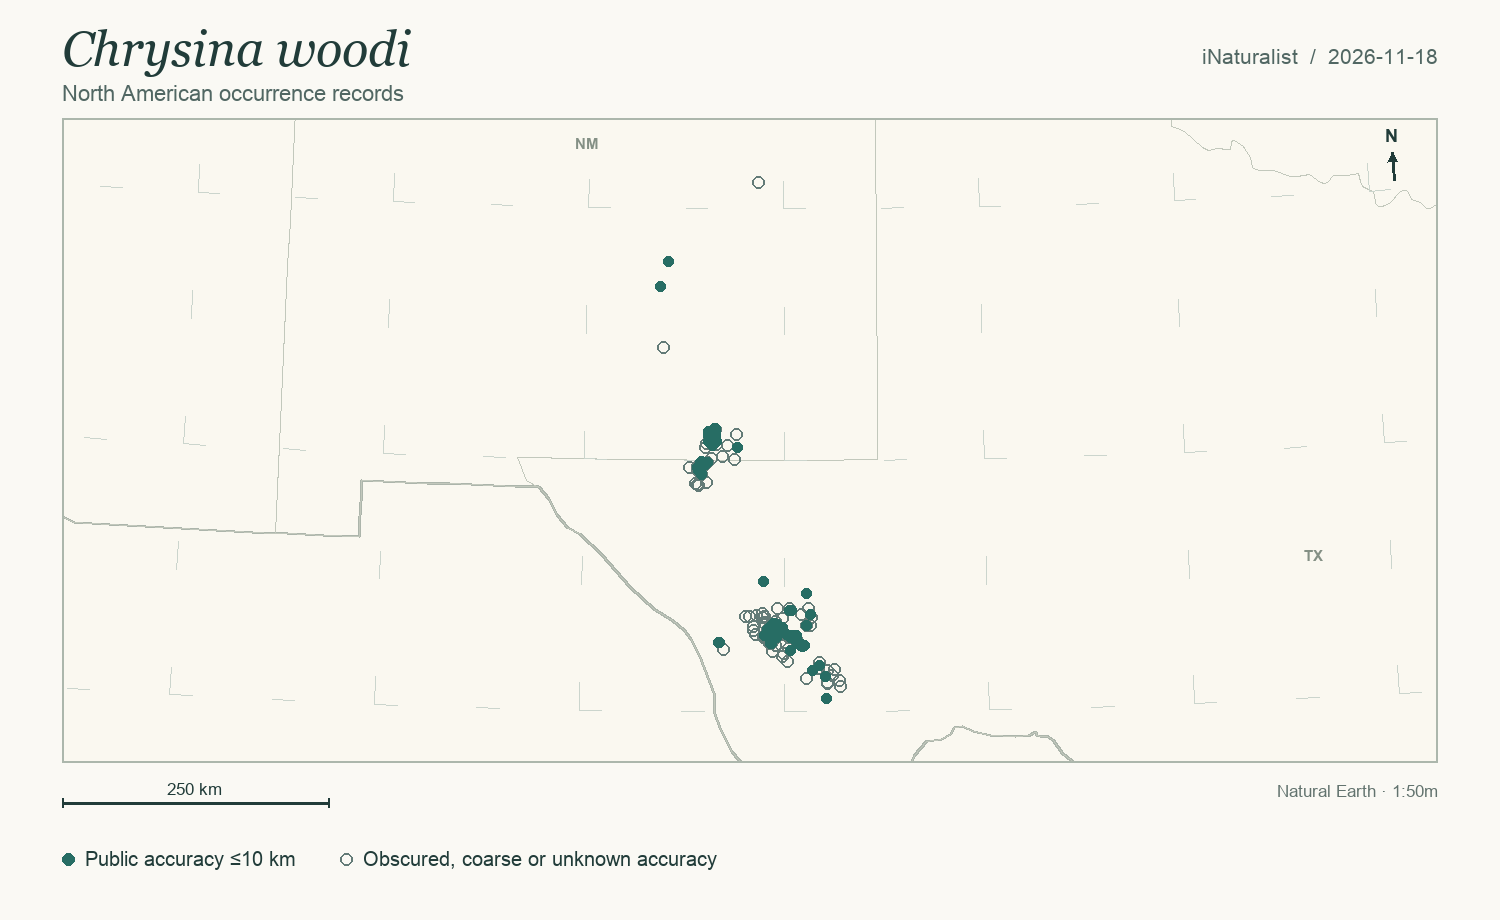 Chrysina woodi
North American occurrence records
iNaturalist / 2026-11-18
NM
N
TX
250 km
Natural Earth · 1:50m
Public accuracy ≤10 km
Obscured, coarse or unknown accuracy